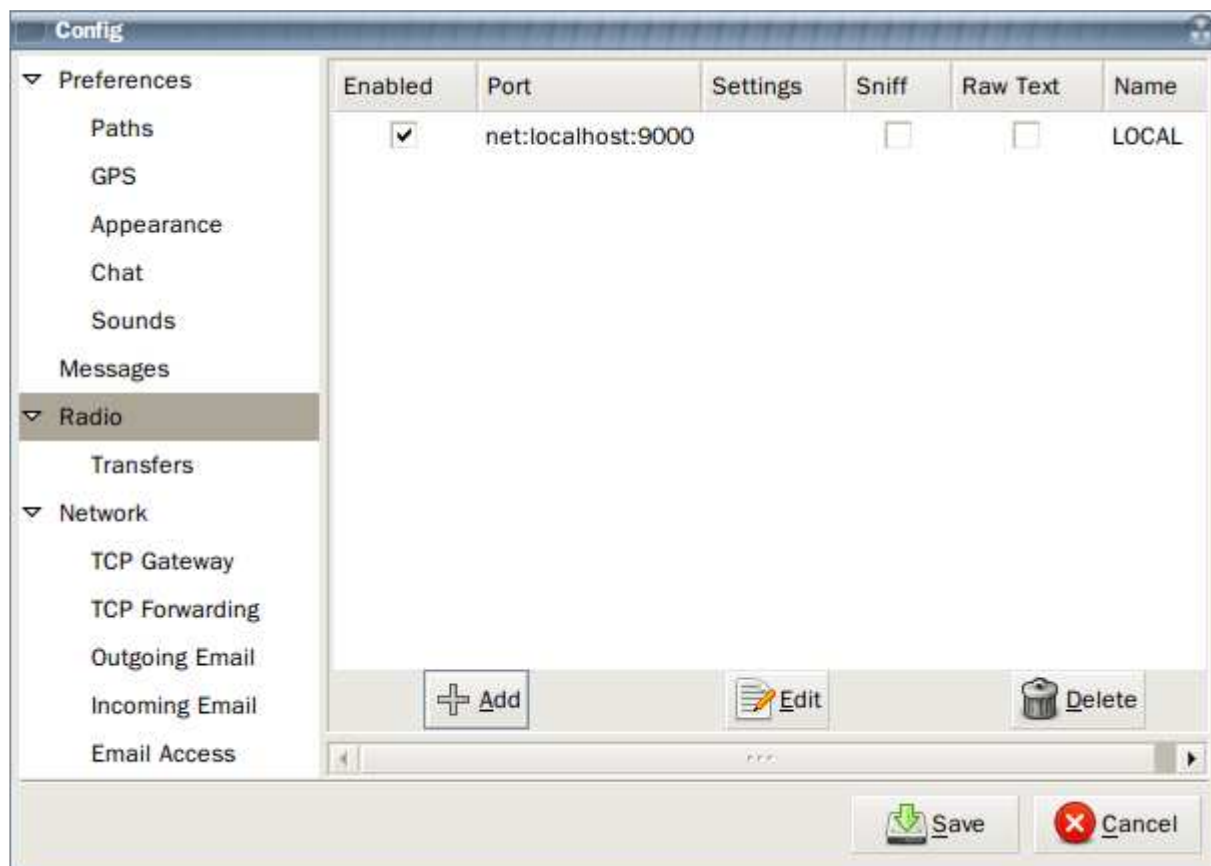 Config
Preferences
Paths
GPS
Appearance
Chat
Sounds
Messages
Radio
Transfers
Network
TCP Gateway
TCP Forwarding
Outgoing Email
Incoming Email
Email Access
Enabled Port Settings Sniff Raw Text Name
net:localhost:9000 LOCAL
Add Edit Delete
Save Cancel